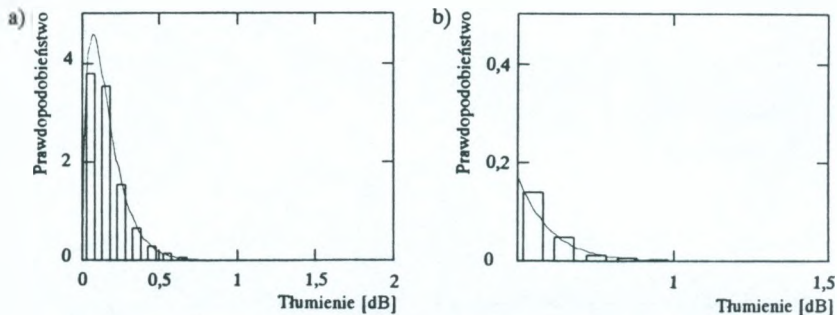 a)
Prawdopodobieństwo
4
2
0
0 0,5 1 1,5 2
Tłumienie [dB]
b)
Prawdopodobieństwo
0,4
0,2
0
1 1,5
Tłumienie [dB]